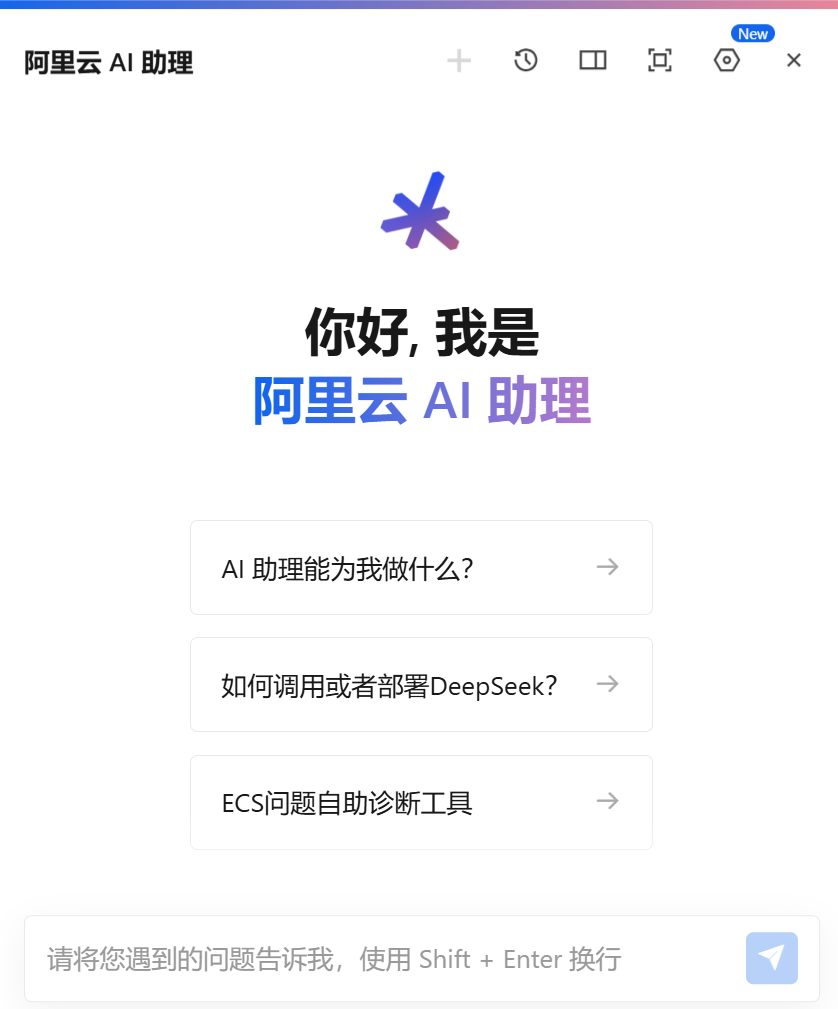 New
阿里云 AI 助理
你好, 我是
阿里云 AI 助理
AI 助理能为我做什么？
如何调用或者部署DeepSeek？
ECS问题自助诊断工具
请将您遇到的问题告诉我，使用 Shift + Enter 换行